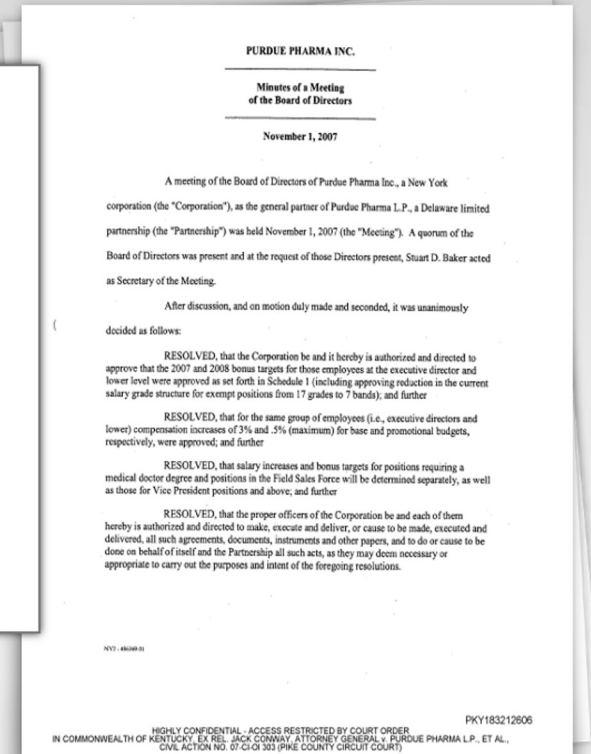 PURDUE PHARMA INC.
Minutes of a Meeting
of the Board of Directors
November 1, 2007
A meeting of the Board of Directors of Purdue Pharma Inc., a New York
corporation (the "Corporation"), as the general partner of Purdue Pharma L.P., a Delaware limited
partnership (the "Partnership") was held November 1, 2007 (the "Meeting"). A quorum of the
Board of Directors was present and at the request of those Directors present, Stuart D. Baker acted
as Secretary of the Meeting.
After discussion, and on motion duly made and seconded, it was unanimously
decided as follows:
RESOLVED, that the Corporation be and it hereby is authorized and directed to
approve that the 2007 and 2008 bonus targets for those employees at the executive director and
lower level were approved as set forth in Schedule 1 (including approving reduction in the current
salary grade structure for exempt positions from 17 grades to 7 bands); and further
RESOLVED, that for the same group of employees (i.e., executive directors and
lower) compensation increases of 3% and .5% (maximum) for base and promotional budgets,
respectively, were approved; and further
RESOLVED, that salary increases and bonus targets for positions requiring a
medical doctor degree and positions in the Field Sales Force will be determined separately, as well
as those for Vice President positions and above; and further
RESOLVED, that the proper officers of the Corporation be and each of them
hereby is authorized and directed to make, execute and deliver, or cause to be made, executed and
delivered, all such agreements, documents, instruments and other papers, and to do or cause to be
done on behalf of itself and the Partnership all such acts, as they may deem necessary or
appropriate to carry out the purposes and intent of the foregoing resolutions.
PKY183212606
HIGHLY CONFIDENTIAL - ACCESS RESTRICTED BY COURT ORDER
IN COMMONWEALTH OF KENTUCKY, EX REL. JACK CONWAY, ATTORNEY GENERAL v. PURDUE PHARMA L.P., ET AL.,
CIVIL ACTION NO. 07-CI-OI 303 (PIKE COUNTY CIRCUIT COURT)